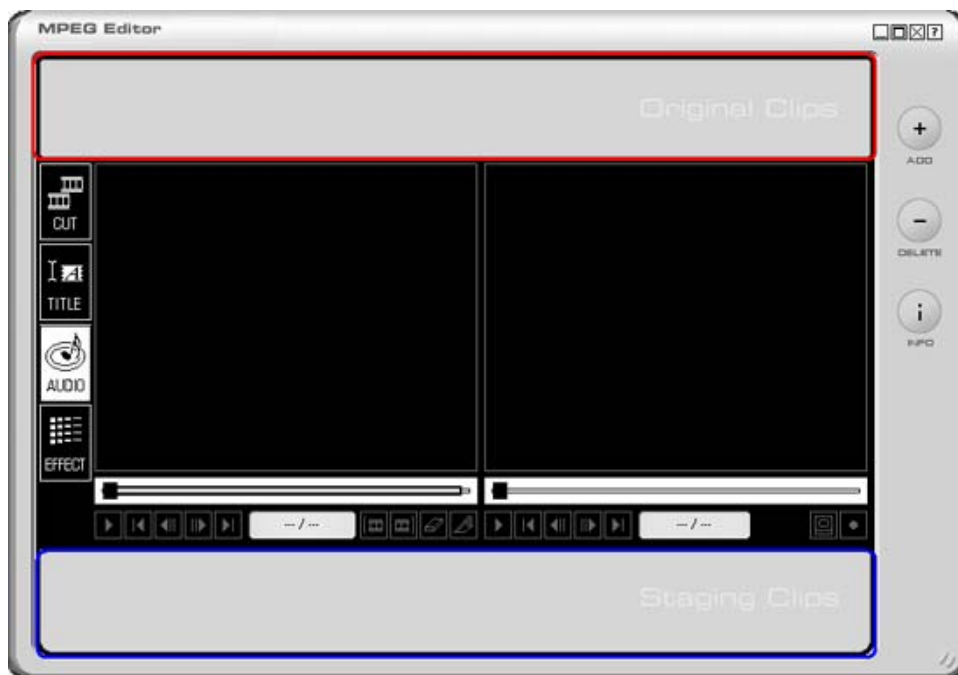 MPEG Editor
?
Original Clips
+
ADD
CUT
-
DELETE
TITLE
i
INFO
AUDIO
EFFECT
-- / --
-- / --
Staging Clips